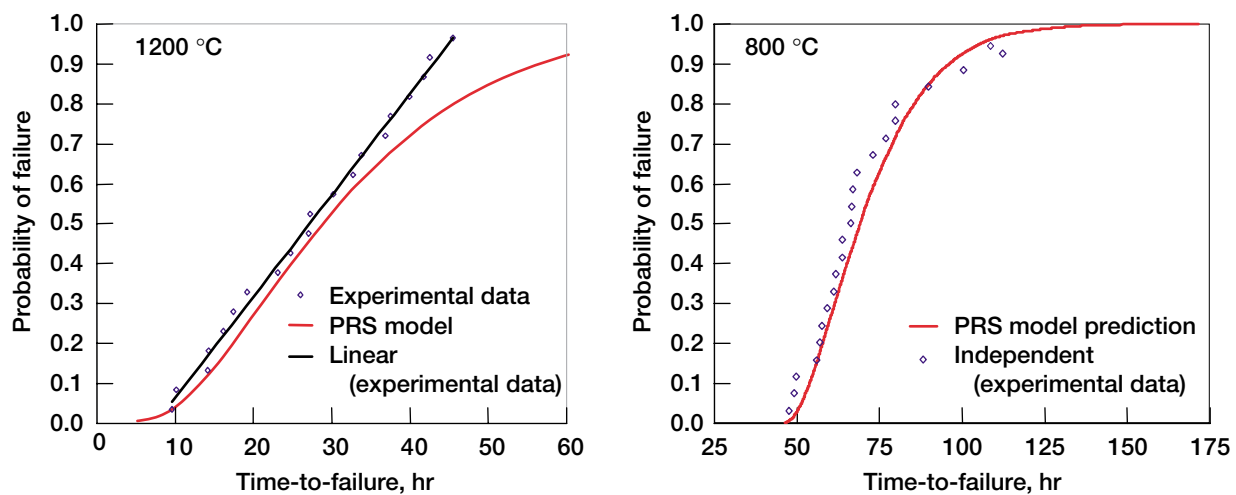 1200 °C
Probability of failure
1.0
0.9
0.8
0.7
0.6
0.5
0.4
0.3
0.2
0.1
0.0
Experimental data
PRS model
Linear
(experimental data)
0 10 20 30 40 50 60
Time-to-failure, hr
800 °C
Probability of failure
1.0
0.9
0.8
0.7
0.6
0.5
0.4
0.3
0.2
0.1
0.0
PRS model prediction
Independent
(experimental data)
25 50 75 100 125 150 175
Time-to-failure, hr